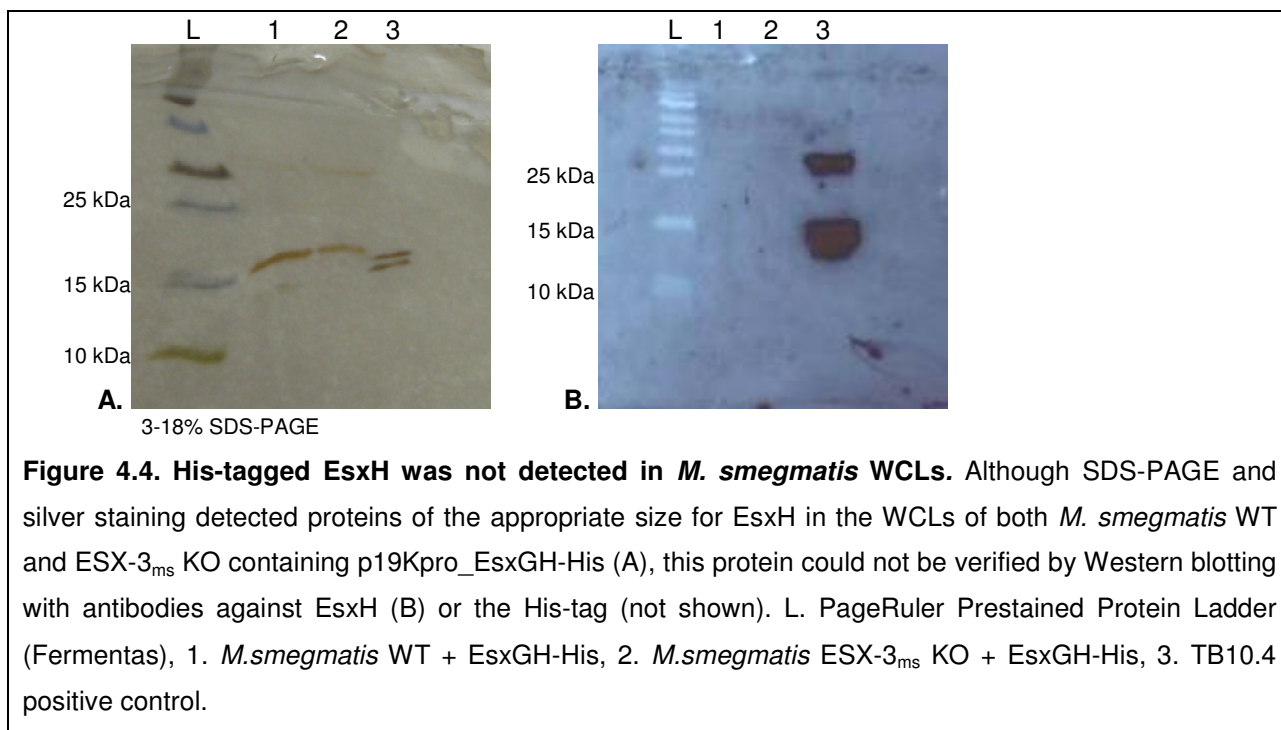 L 1 2 3
L 1 2 3
25 kDa
15 kDa
10 kDa
A.
3-18% SDS-PAGE
25 kDa
15 kDa
10 kDa
B.
Figure 4.4. His-tagged EsxH was not detected in M. smegmatis WCLs. Although SDS-PAGE and
silver staining detected proteins of the appropriate size for EsxH in the WCLs of both M. smegmatis WT
and ESX-3ms KO containing p19Kpro_EsxGH-His (A), this protein could not be verified by Western blotting
with antibodies against EsxH (B) or the His-tag (not shown). L. PageRuler Prestained Protein Ladder
(Fermentas), 1. M.smegmatis WT + EsxGH-His, 2. M.smegmatis ESX-3ms KO + EsxGH-His, 3. TB10.4
positive control.